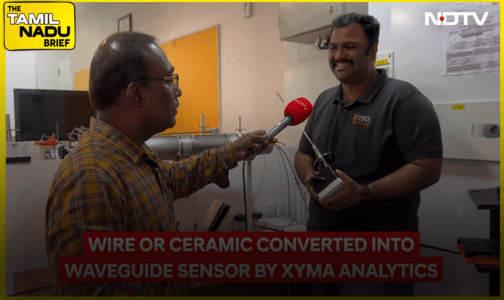 THE
TAMIL
NADU
BRIEF
NDTV
XYMA
WIRE OR CERAMIC CONVERTED INTO
WAVEGUIDE SENSOR BY XYMA ANALYTICS